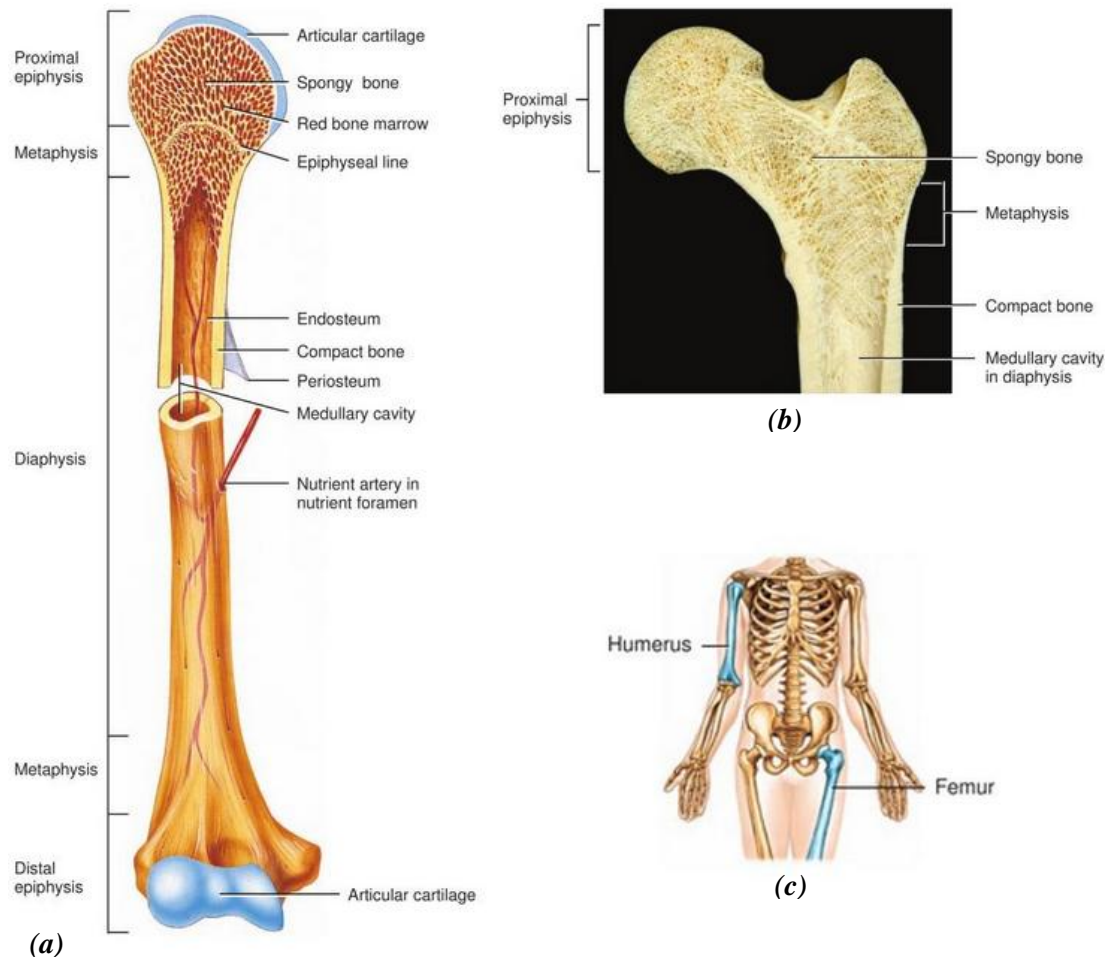 Proximal
epiphysis
Metaphysis
Diaphysis
Metaphysis
Distal
epiphysis
Articular cartilage
Spongy bone
Red bone marrow
Epiphyseal line
Endosteum
Compact bone
Periosteum
Medullary cavity
Nutrient artery in
nutrient foramen
Articular cartilage
(a)
Proximal
epiphysis
Spongy bone
Metaphysis
Compact bone
Medullary cavity
in diaphysis
(b)
Humerus
Femur
(c)